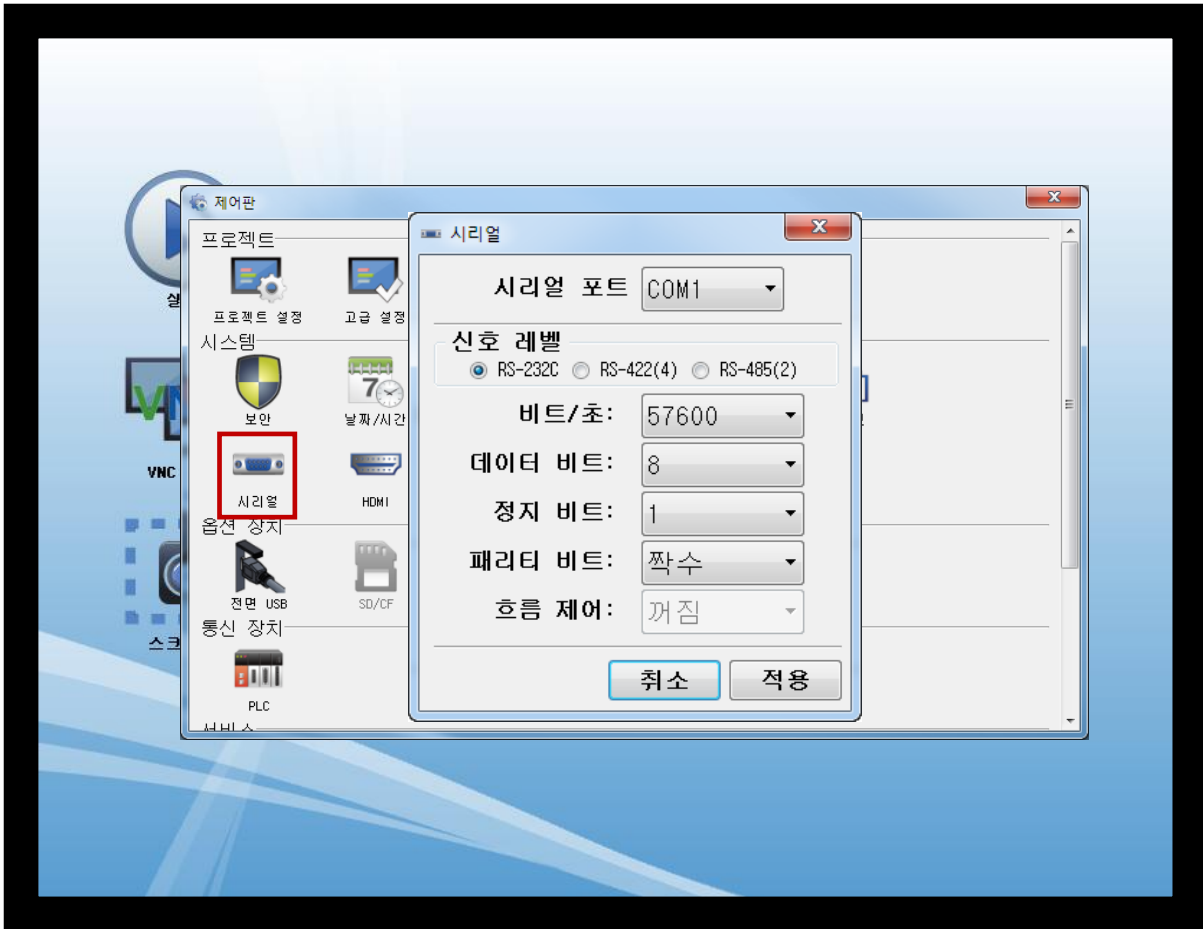 제어판
프로젝트
프로젝트 설정
고급 설정
시스템
보안
날짜/시간
시리얼
HDMI
옵션 장치
전면 USB
SD/CF
통신 장치
PLC
서비스
VNC
시리얼
시리얼 포트 COM1
신호 레벨
RS-232C RS-422(4) RS-485(2)
비트/초: 57600
데이터 비트: 8
정지 비트: 1
패리티 비트: 짝수
흐름 제어: 꺼짐
취소 적용